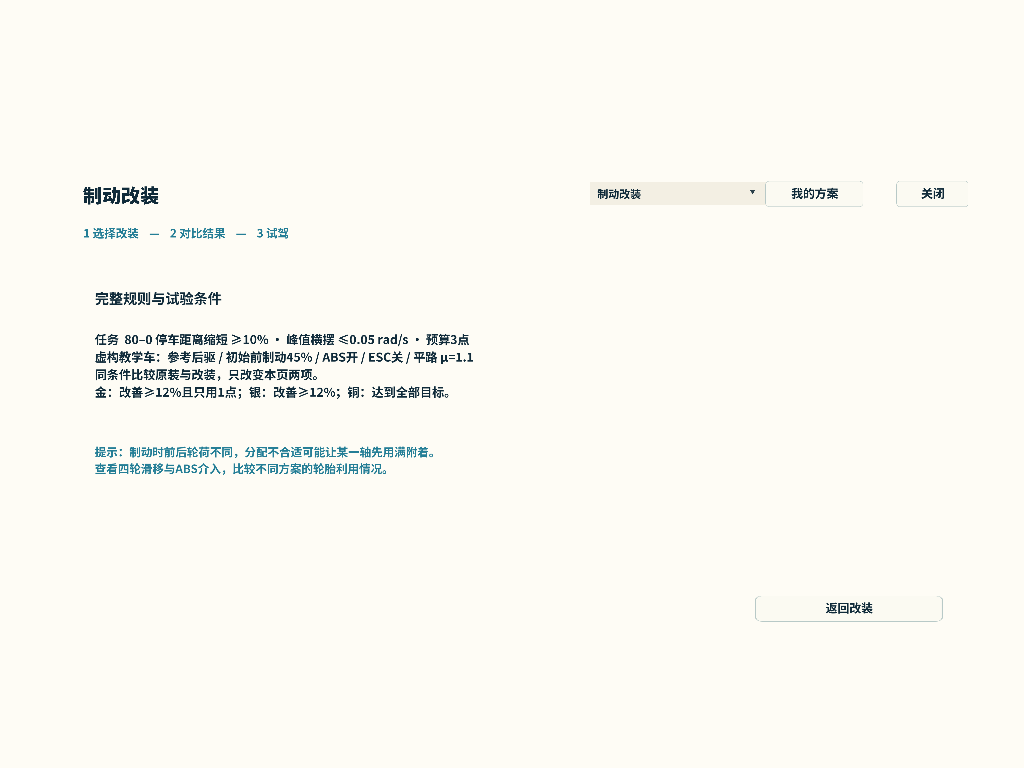 制动改装
制动改装 ▼ 我的方案 关闭
1 选择改装 — 2 对比结果 — 3 试驾
完整规则与试验条件
任务 80–0 停车距离缩短 ≥10% · 峰值横摆 ≤0.05 rad/s · 预算3点
虚构教学车：参考后驱 / 初始前制动45% / ABS开 / ESC关 / 平路 μ=1.1
同条件比较原装与改装，只改变本页两项。
金：改善≥12%且只用1点；银：改善≥12%；铜：达到全部目标。
提示：制动时前后轮荷不同，分配不合适可能让某一轴先用满附着。
查看四轮滑移与ABS介入，比较不同方案的轮胎利用情况。
返回改装